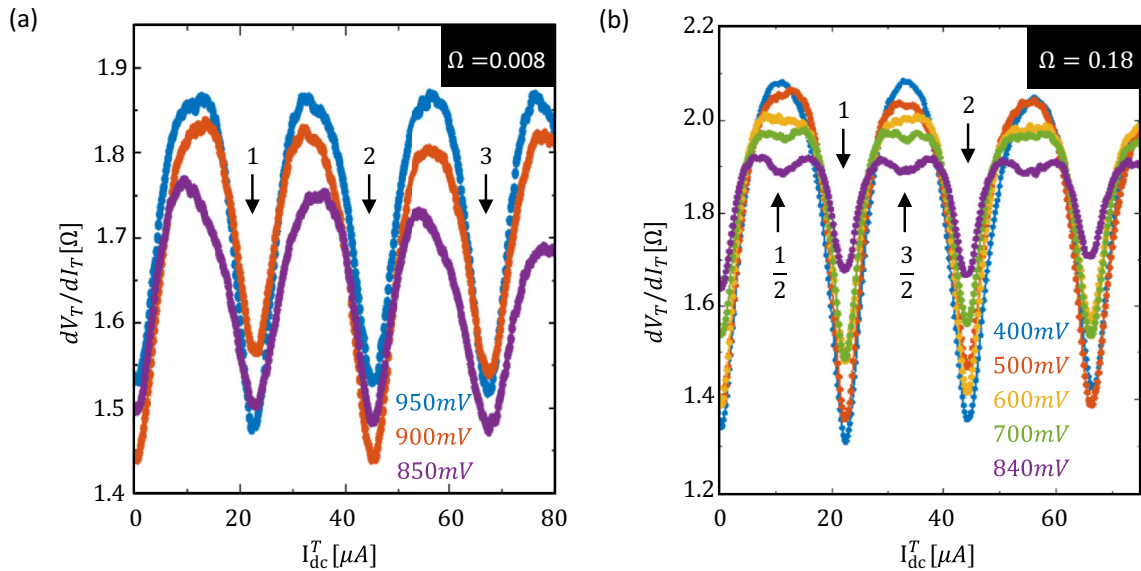 (a)
Ω =0.008
dV_T/dI_T [Ω]
1.9
1.8
1.7
1.6
1.5
1.4
1
2
3
950mV
900mV
850mV
0
20
40
60
80
I_dc^T [μA]
(b)
Ω = 0.18
dV_T/dI_T [Ω]
2.2
2.0
1.8
1.6
1.4
1.2
1
2
1/2
3/2
400mV
500mV
600mV
700mV
840mV
0
20
40
60
I_dc^T [μA]